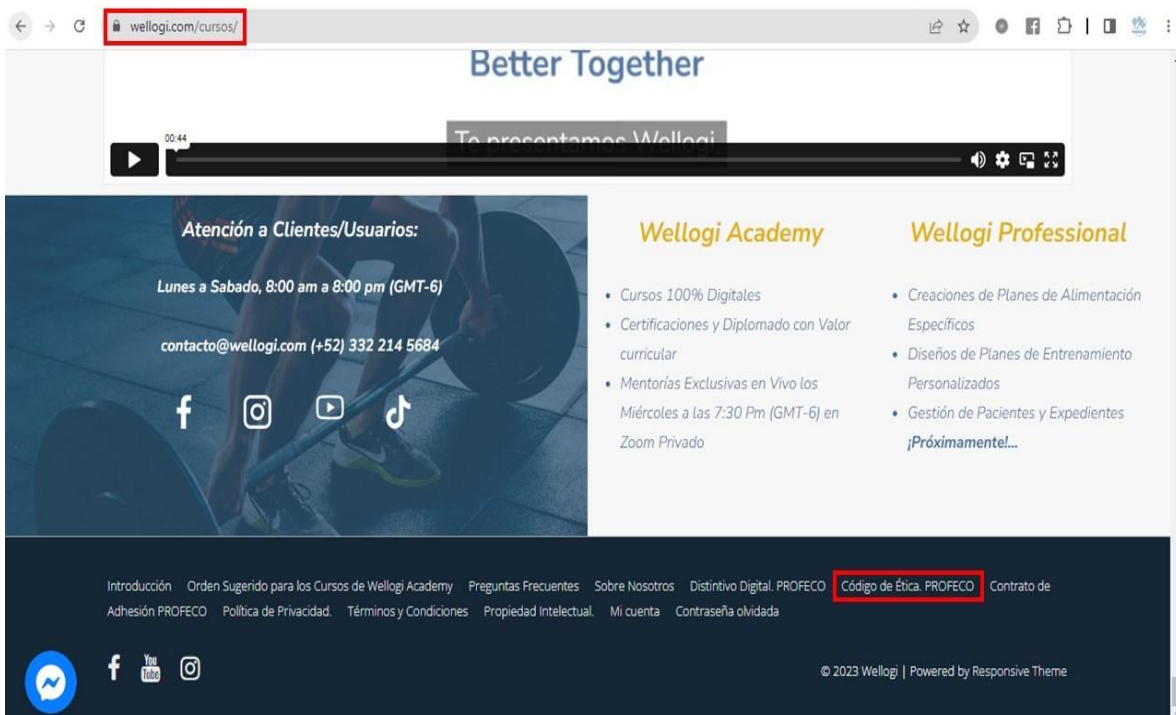 wellogi.com/cursos/
Better Together
Te presentamos Wellogi.
00:44
Atención a Clientes/Usuarios:
Lunes a Sabado, 8:00 am a 8:00 pm (GMT-6)
contacto@wellogi.com (+52) 332 214 5684
Wellogi Academy
• Cursos 100% Digitales
• Certificaciones y Diplomado con Valor
curricular
• Mentorías Exclusivas en Vivo los
Miércoles a las 7:30 Pm (GMT-6) en
Zoom Privado
Wellogi Professional
• Creaciones de Planes de Alimentación
Específicos
• Diseños de Planes de Entrenamiento
Personalizados
• Gestión de Pacientes y Expedientes
¡Próximamente!...
Introducción Orden Sugerido para los Cursos de Wellogi Academy Preguntas Frecuentes Sobre Nosotros Distintivo Digital. PROFECO Código de Ética. PROFECO Contrato de
Adhesión PROFECO Política de Privacidad. Términos y Condiciones Propiedad Intelectual. Mi cuenta Contraseña olvidada
You
Tube
© 2023 Wellogi | Powered by Responsive Theme